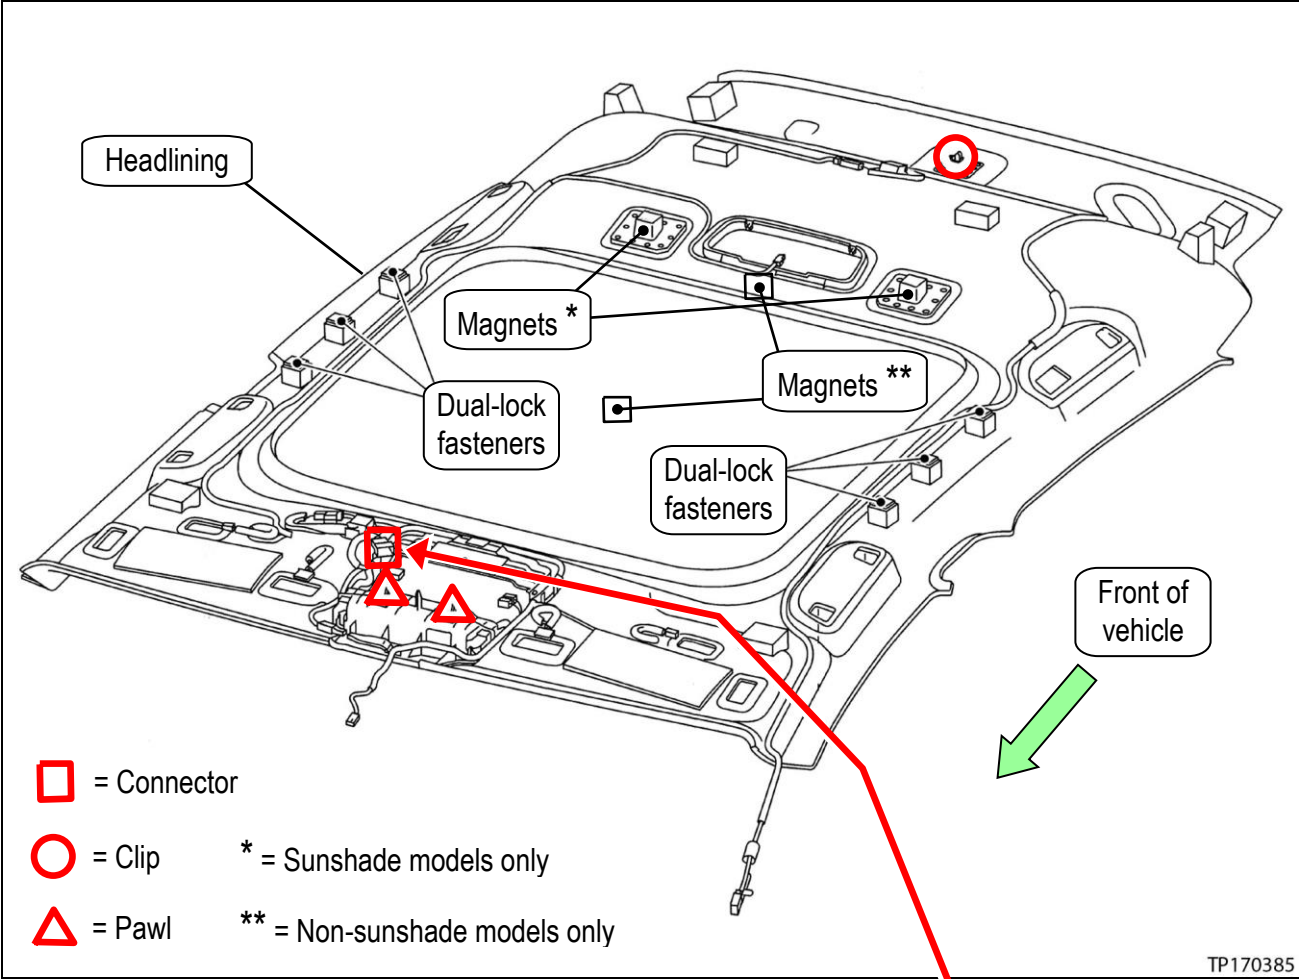 Headlining
Magnets *
Magnets **
Dual-lock
fasteners
Dual-lock
fasteners
Front of
vehicle
= Connector
= Clip
* = Sunshade models only
= Pawl
** = Non-sunshade models only
TP170385